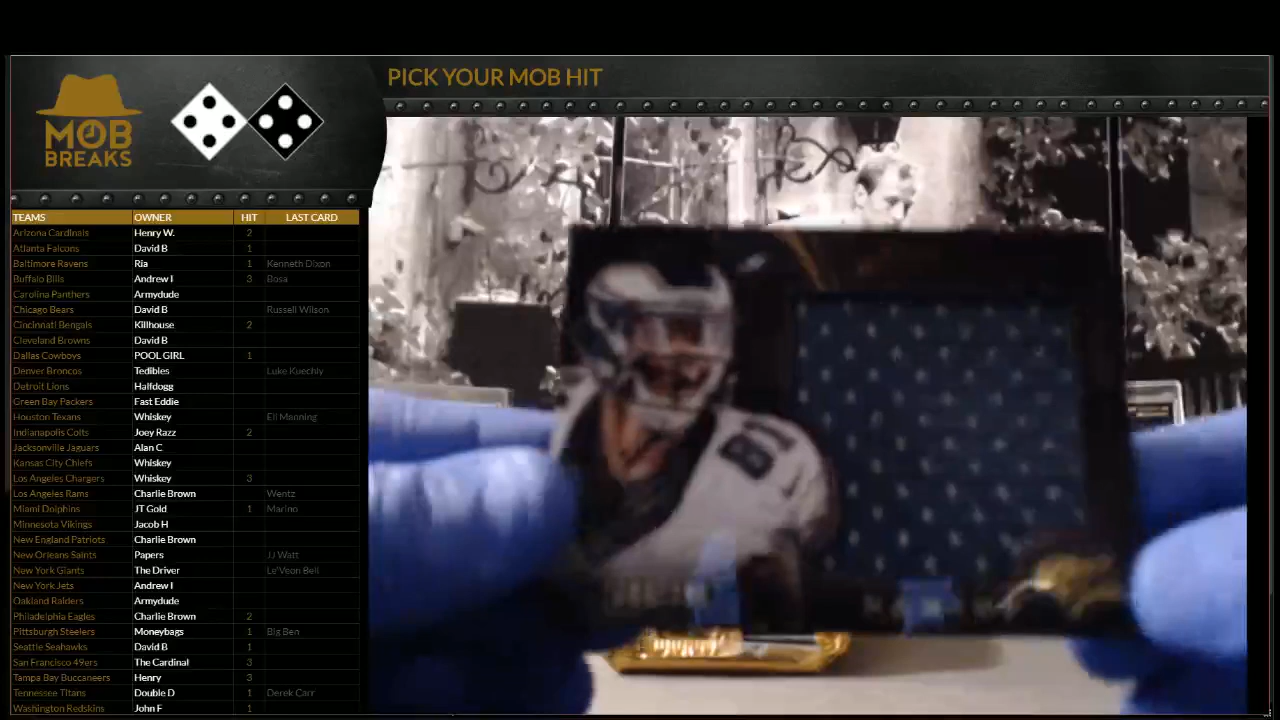 PICK YOUR MOB HIT
MOB
BREAKS
TEAMS OWNER HIT LAST CARD
Arizona Cardinals Henry W. 2
Atlanta Falcons David B 1
Baltimore Ravens Ria 1 Kenneth Dixon
Buffalo Bills Andrew I 3 Bosa
Carolina Panthers Armydude
Chicago Bears David B Russell Wilson
Cincinnati Bengals Killhouse 2
Cleveland Browns David B
Dallas Cowboys POOL GIRL 1
Denver Broncos Tedibles Luke Kuechly
Detroit Lions Halfdogg
Green Bay Packers Fast Eddie
Houston Texans Whiskey Eli Manning
Indianapolis Colts Joey Razz 2
Jacksonville Jaguars Alan C
Kansas City Chiefs Whiskey
Los Angeles Chargers Whiskey 3
Los Angeles Rams Charlie Brown Wentz
Miami Dolphins JT Gold 1 Marino
Minnesota Vikings Jacob H
New England Patriots Charlie Brown
New Orleans Saints Papers JJ Watt
New York Giants The Driver Le'Veon Bell
New York Jets Andrew I
Oakland Raiders Armydude
Philadelphia Eagles Charlie Brown 2
Pittsburgh Steelers Moneybags 1 Big Ben
Seattle Seahawks David B 1
San Francisco 49ers The Cardinal 3
Tampa Bay Buccaneers Henry 3
Tennessee Titans Double D 1 Derek Carr
Washington Redskins John F 1
81